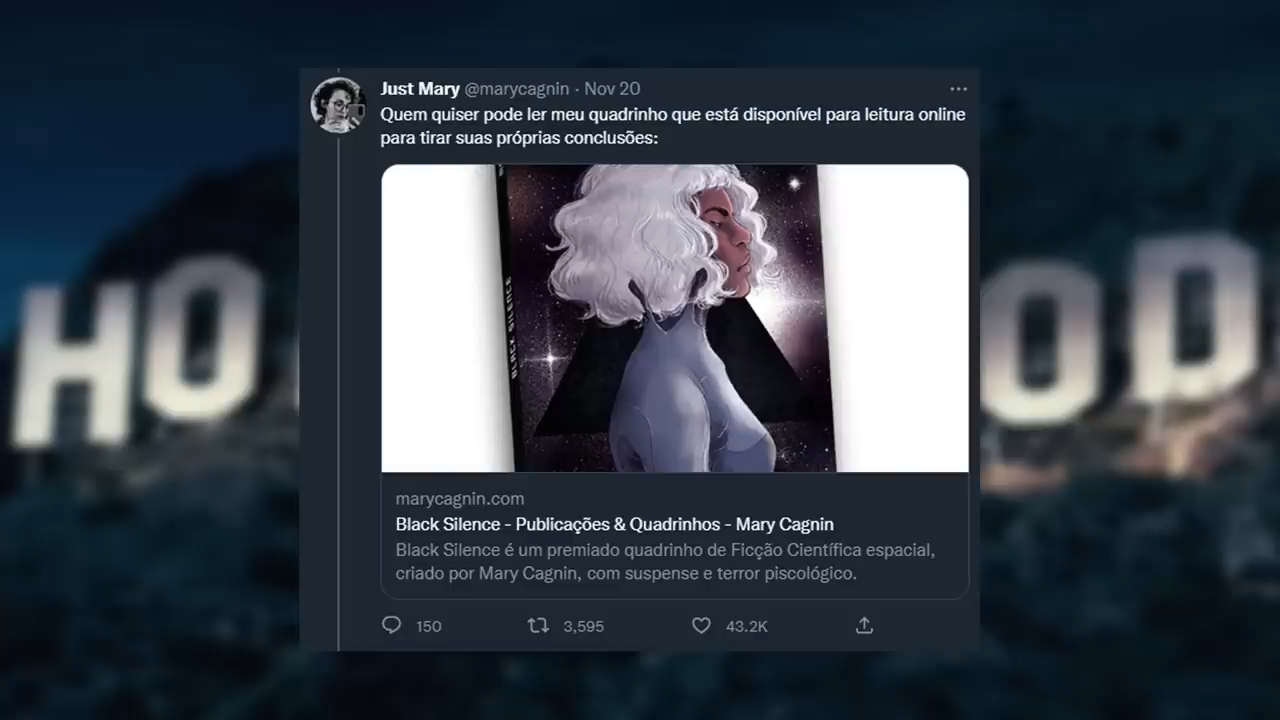 Just Mary @marycagnin · Nov 20
Quem quiser pode ler meu quadrinho que está disponível para leitura online
para tirar suas próprias conclusões:
BLACK SILENCE
marycagnin.com
Black Silence - Publicações & Quadrinhos - Mary Cagnin
Black Silence é um premiado quadrinho de Ficção Científica espacial,
criado por Mary Cagnin, com suspense e terror piscológico.
150 3,595 43.2K
HO OD